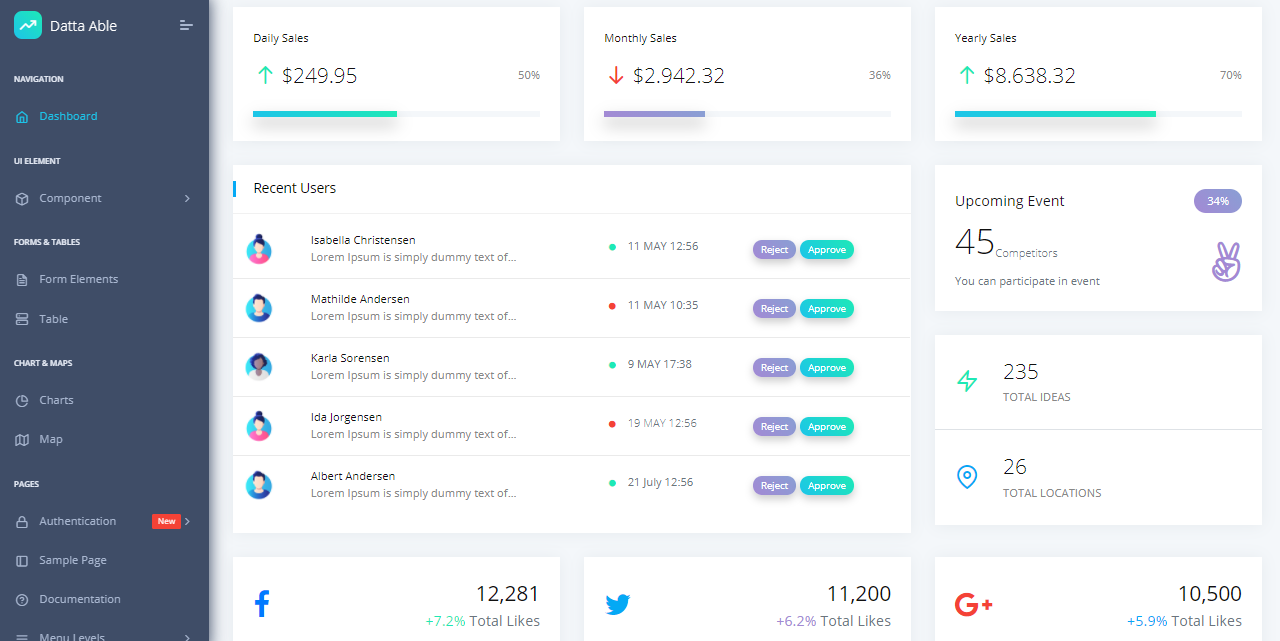 Datta Able
NAVIGATION
Dashboard
UI ELEMENT
Component
FORMS & TABLES
Form Elements
Table
CHART & MAPS
Charts
Map
PAGES
Authentication New
Sample Page
Documentation
Menu Levels
Daily Sales
$249.95 50%
Monthly Sales
$2.942.32 36%
Yearly Sales
$8.638.32 70%
Recent Users
Isabella Christensen
Lorem Ipsum is simply dummy text of...
11 MAY 12:56 Reject Approve
Mathilde Andersen
Lorem Ipsum is simply dummy text of...
11 MAY 10:35 Reject Approve
Karla Sorensen
Lorem Ipsum is simply dummy text of...
9 MAY 17:38 Reject Approve
Ida Jorgensen
Lorem Ipsum is simply dummy text of...
19 MAY 12:56 Reject Approve
Albert Andersen
Lorem Ipsum is simply dummy text of...
21 July 12:56 Reject Approve
Upcoming Event 34%
45 Competitors
You can participate in event
235
TOTAL IDEAS
26
TOTAL LOCATIONS
12,281
+7.2% Total Likes
11,200
+6.2% Total Likes
G+ 10,500
+5.9% Total Likes